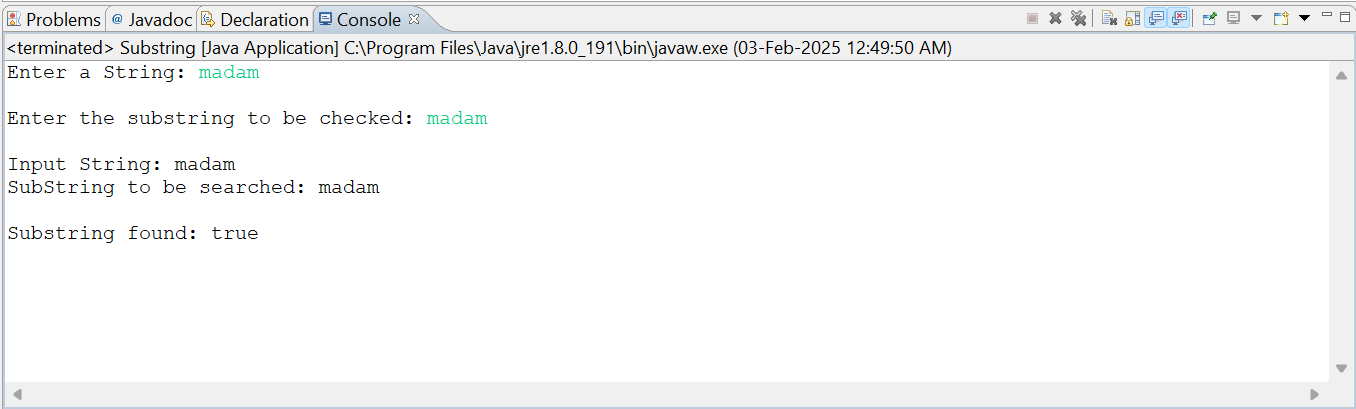 Problems @ Javadoc Declaration Console
<terminated> Substring [Java Application] C:\Program Files\Java\jre1.8.0_191\bin\javaw.exe (03-Feb-2025 12:49:50 AM)
Enter a String: madam
Enter the substring to be checked: madam
Input String: madam
SubString to be searched: madam
Substring found: true